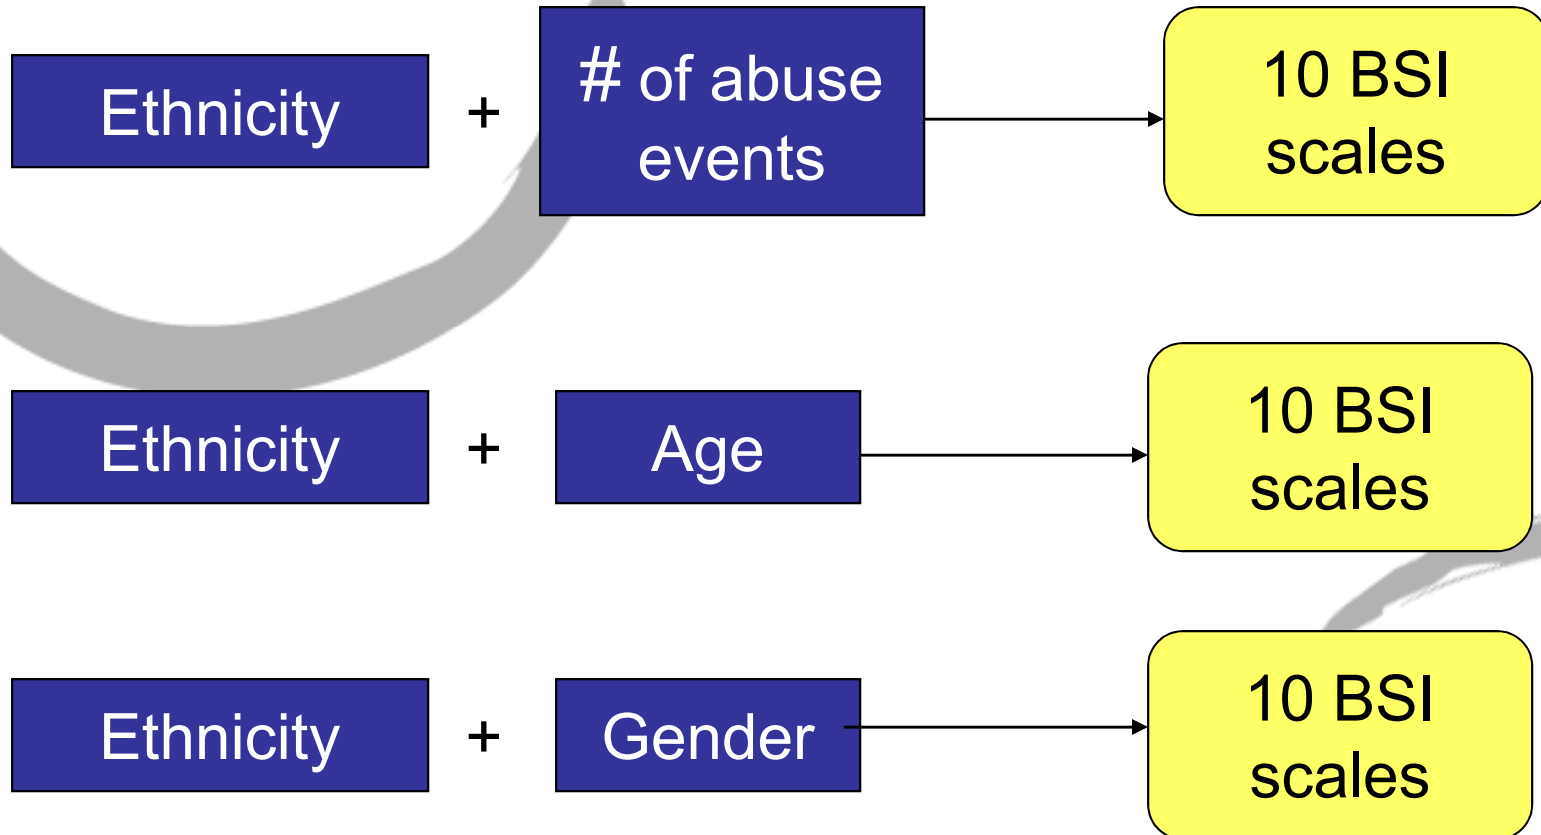 Ethnicity + # of abuse events 10 BSI scales
Ethnicity + Age 10 BSI scales
Ethnicity + Gender 10 BSI scales